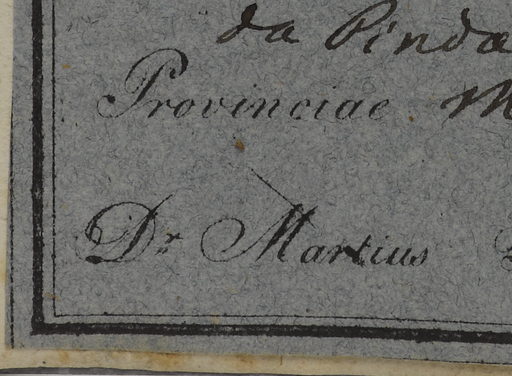 da Pinda
Provinciae
Dr. Martius